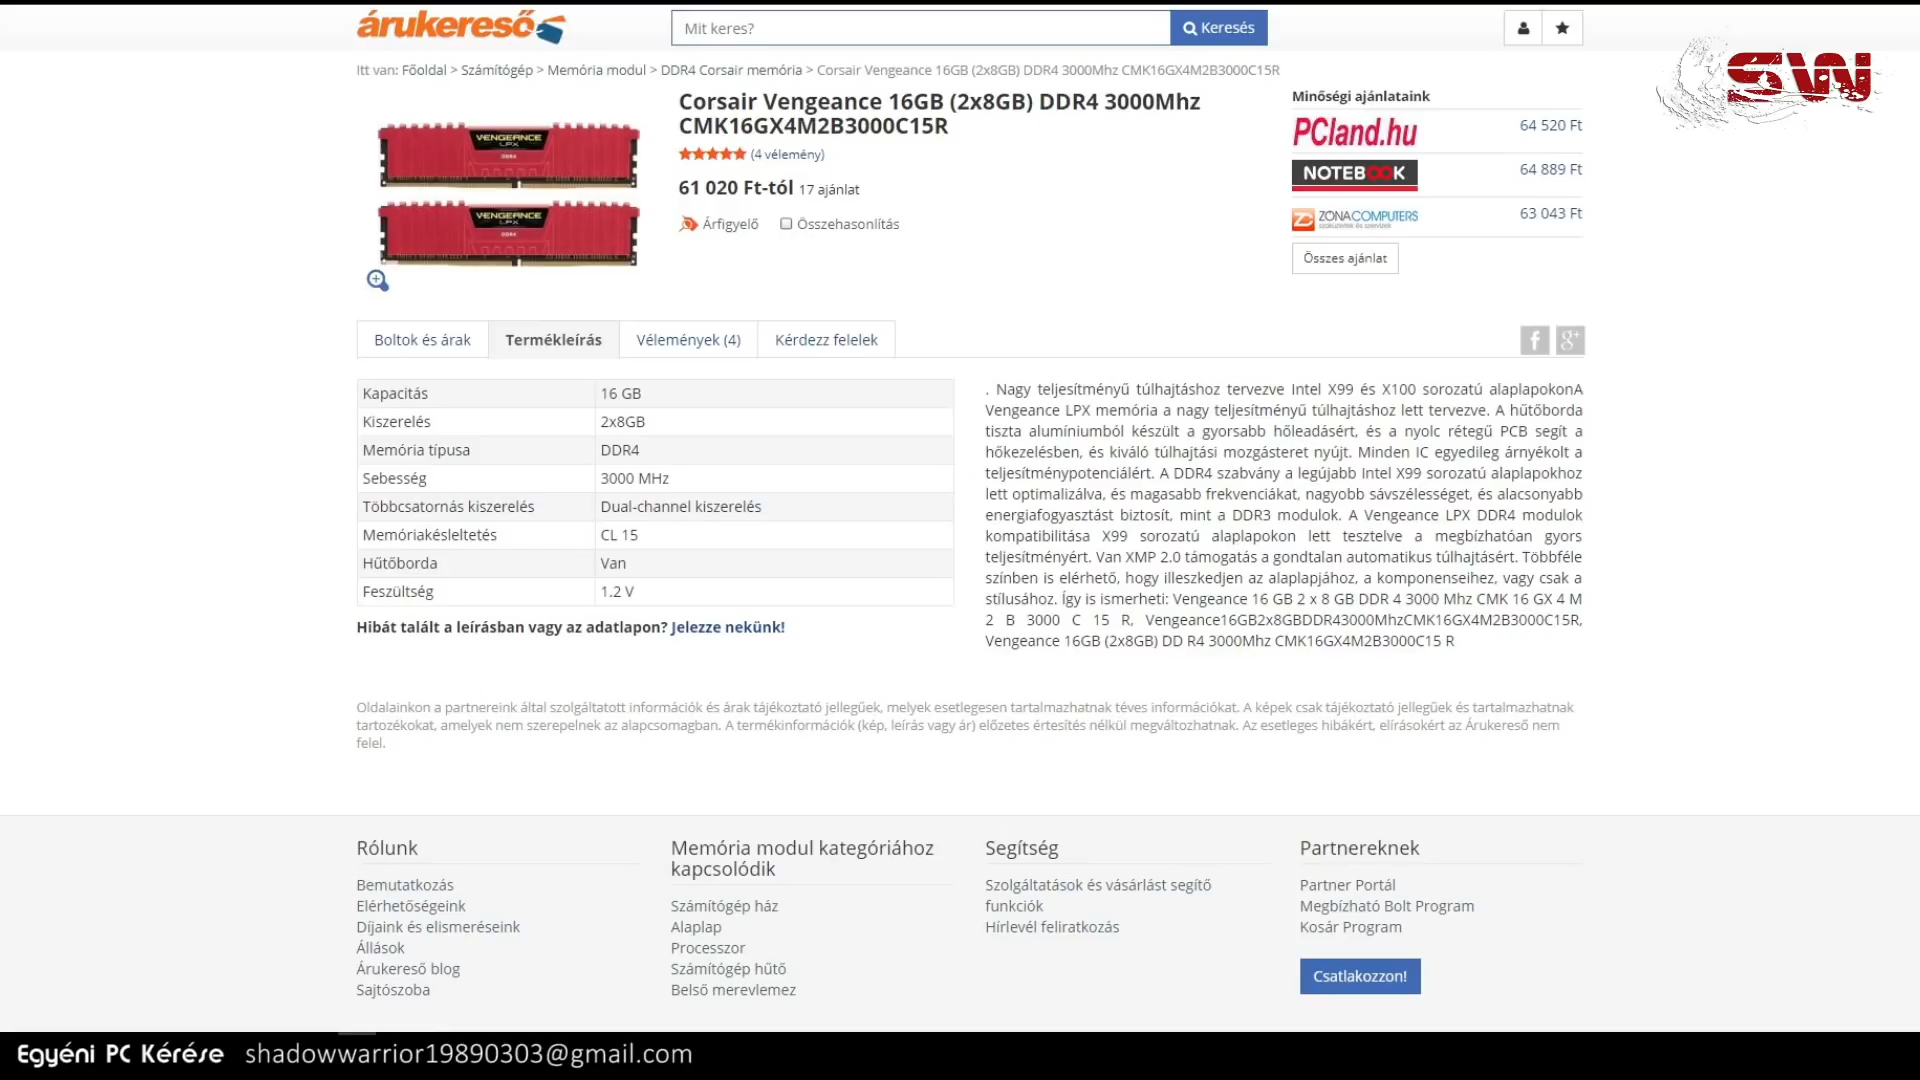 árukereső
Mit keres?
Keresés
Itt van: Főoldal > Számítógép > Memória modul > DDR4 Corsair memória > Corsair Vengeance 16GB (2x8GB) DDR4 3000Mhz CMK16GX4M2B3000C15R
SW
VENGEANCE
LPX
DDR4
VENGEANCE
LPX
DDR4
Corsair Vengeance 16GB (2x8GB) DDR4 3000Mhz
CMK16GX4M2B3000C15R
(4 vélemény)
61 020 Ft-tól 17 ajánlat
Árfigyelő
Összehasonlítás
Minőségi ajánlataink
PCland.hu 64 520 Ft
NOTEBOOK 64 889 Ft
ZONACOMPUTERS 63 043 Ft
Összes ajánlat
Boltok és árak
Termékleírás
Vélemények (4)
Kérdezz felelek
f
g+
Kapacitás 16 GB
Kiszerelés 2x8GB
Memória típusa DDR4
Sebesség 3000 MHz
Többcsatornás kiszerelés Dual-channel kiszerelés
Memóriakésleltetés CL 15
Hűtőborda Van
Feszültség 1.2 V
Hibát talált a leírásban vagy az adatlapon? Jelezze nekünk!
. Nagy teljesítményű túlhajtáshoz tervezve Intel X99 és X100 sorozatú alaplapokonA
Vengeance LPX memória a nagy teljesítményű túlhajtáshoz lett tervezve. A hűtőborda
tiszta alumíniumból készült a gyorsabb hőleadásért, és a nyolc rétegű PCB segít a
hőkezelésben, és kiváló túlhajtási mozgásteret nyújt. Minden IC egyedileg árnyékolt a
teljesítménypotenciálért. A DDR4 szabvány a legújabb Intel X99 sorozatú alaplapokhoz
lett optimalizálva, és magasabb frekvenciákat, nagyobb sávszélességet, és alacsonyabb
energiafogyasztást biztosít, mint a DDR3 modulok. A Vengeance LPX DDR4 modulok
kompatibilitása X99 sorozatú alaplapokon lett tesztelve a megbízhatóan gyors
teljesítményért. Van XMP 2.0 támogatás a gondtalan automatikus túlhajtásért. Többféle
színben is elérhető, hogy illeszkedjen az alaplapjához, a komponenseihez, vagy csak a
stílusához. Így is ismerheti: Vengeance 16 GB 2 x 8 GB DDR 4 3000 Mhz CMK 16 GX 4 M
2 B 3000 C 15 R, Vengeance16GB2x8GBDDR43000MhzCMK16GX4M2B3000C15R,
Vengeance 16GB (2x8GB) DD R4 3000Mhz CMK16GX4M2B3000C15 R
Oldalainkon a partnereink által szolgáltatott információk és árak tájékoztató jellegűek, melyek esetlegesen tartalmazhatnak téves információkat. A képek csak tájékoztató jellegűek és tartalmazhatnak
tartozékokat, amelyek nem szerepelnek az alapcsomagban. A termékinformációk (kép, leírás vagy ár) előzetes értesítés nélkül megváltozhatnak. Az esetleges hibákért, elírásokért az Árukereső nem
felel.
Rólunk
Bemutatkozás
Elérhetőségeink
Díjaink és elismeréseink
Állások
Árukereső blog
Sajtószoba
Memória modul kategóriához
kapcsolódik
Számítógép ház
Alaplap
Processzor
Számítógép hűtő
Belső merevlemez
Segítség
Szolgáltatások és vásárlást segítő
funkciók
Hírlevél feliratkozás
Partnereknek
Partner Portál
Megbízható Bolt Program
Kosár Program
Csatlakozzon!
Egyéni PC Kérése shadowwarrior19890303@gmail.com